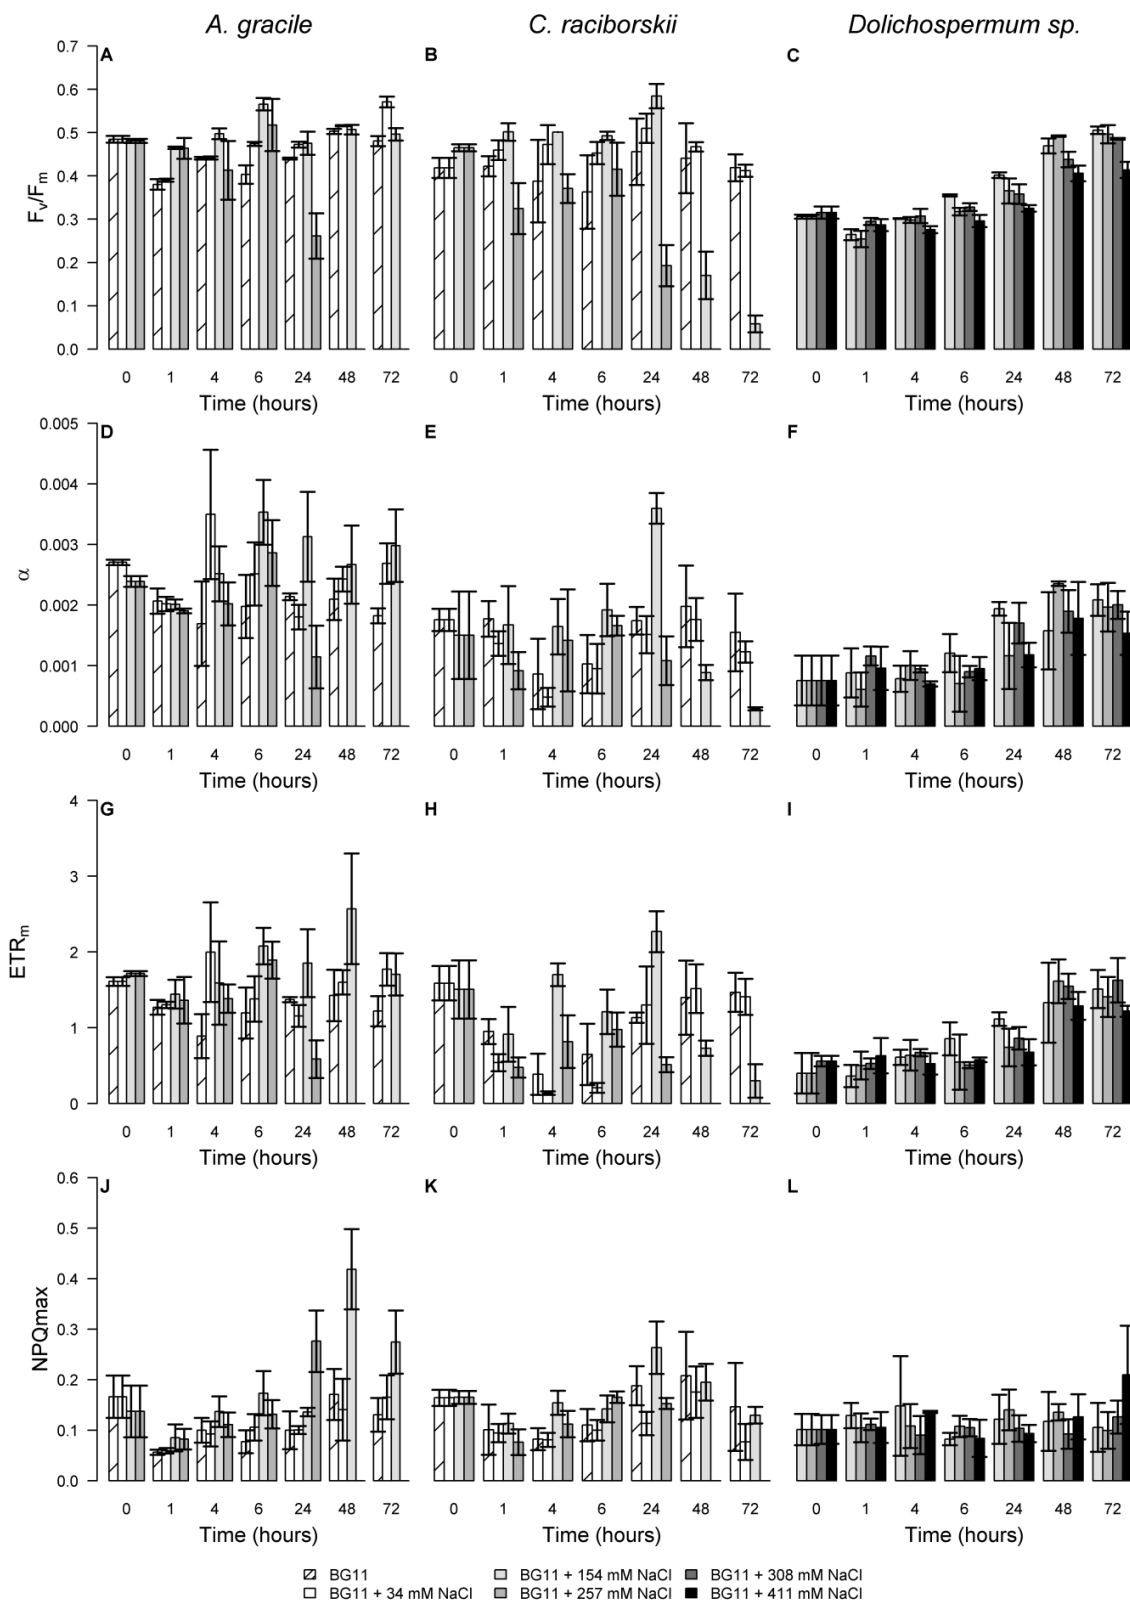 A. gracile C. raciborskii Dolichospermum sp.
A B C
Fv/Fm
0.7
0.6
0.5
0.4
0.3
0.2
0.1
0.0
0 1 4 6 24 48 72 0 1 4 6 24 48 72 0 1 4 6 24 48 72
Time (hours) Time (hours) Time (hours)
D E F
α
0.005
0.004
0.003
0.002
0.001
0.000
0 1 4 6 24 48 72 0 1 4 6 24 48 72 0 1 4 6 24 48 72
Time (hours) Time (hours) Time (hours)
G H I
ETRm
4
3
2
1
0
0 1 4 6 24 48 72 0 1 4 6 24 48 72 0 1 4 6 24 48 72
Time (hours) Time (hours) Time (hours)
J K L
NPQmax
0.6
0.5
0.4
0.3
0.2
0.1
0.0
0 1 4 6 24 48 72 0 1 4 6 24 48 72 0 1 4 6 24 48 72
Time (hours) Time (hours) Time (hours)
BG11 BG11 + 154 mM NaCl BG11 + 308 mM NaCl
BG11 + 34 mM NaCl BG11 + 257 mM NaCl BG11 + 411 mM NaCl